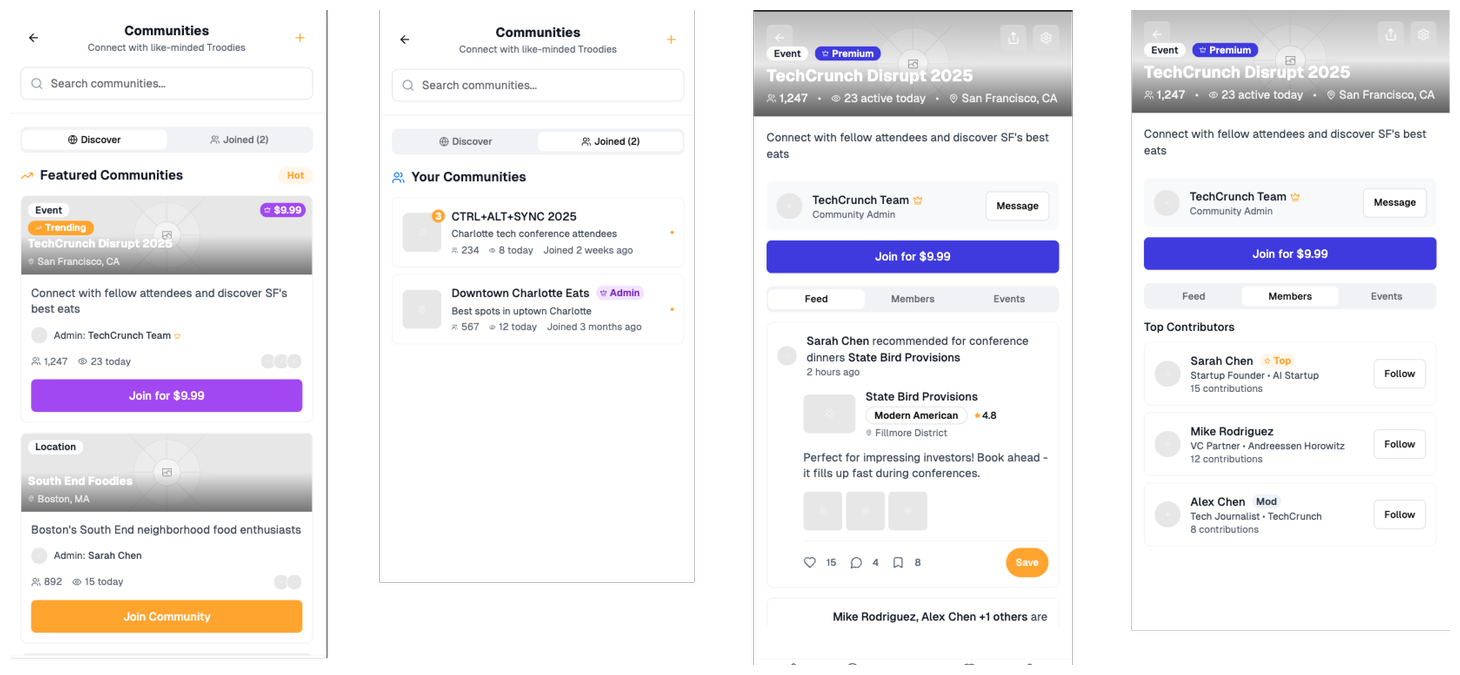 Communities
Connect with like-minded Troodies
Search communities...
Discover
Joined (2)
Featured Communities
Hot
Event
$9.99
Trending
TechCrunch Disrupt 2025
San Francisco, CA
Connect with fellow attendees and discover SF's
best eats
Admin: TechCrunch Team
1,247
23 today
Join for $9.99
Location
South End Foodies
Boston, MA
Boston's South End neighborhood food enthusiasts
Admin: Sarah Chen
892
15 today
Join Community
Communities
Connect with like-minded Troodies
Search communities...
Discover
Joined (2)
Your Communities
3
CTRL+ALT+SYNC 2025
Charlotte tech conference attendees
234
8 today
Joined 2 weeks ago
Downtown Charlotte Eats
Admin
Best spots in uptown Charlotte
567
12 today
Joined 3 months ago
Event
Premium
TechCrunch Disrupt 2025
1,247 • 23 active today • San Francisco, CA
Connect with fellow attendees and discover SF's best
eats
TechCrunch Team
Community Admin
Message
Join for $9.99
Feed
Members
Events
Sarah Chen recommended for conference
dinners State Bird Provisions
2 hours ago
State Bird Provisions
Modern American
4.8
Fillmore District
Perfect for impressing investors! Book ahead -
it fills up fast during conferences.
15
4
8
Save
Mike Rodriguez, Alex Chen +1 others are
Event
Premium
TechCrunch Disrupt 2025
1,247 • 23 active today • San Francisco, CA
Connect with fellow attendees and discover SF's best
eats
TechCrunch Team
Community Admin
Message
Join for $9.99
Feed
Members
Events
Top Contributors
Sarah Chen
Top
Startup Founder • AI Startup
15 contributions
Follow
Mike Rodriguez
VC Partner • Andreessen Horowitz
12 contributions
Follow
Alex Chen
Mod
Tech Journalist • TechCrunch
8 contributions
Follow